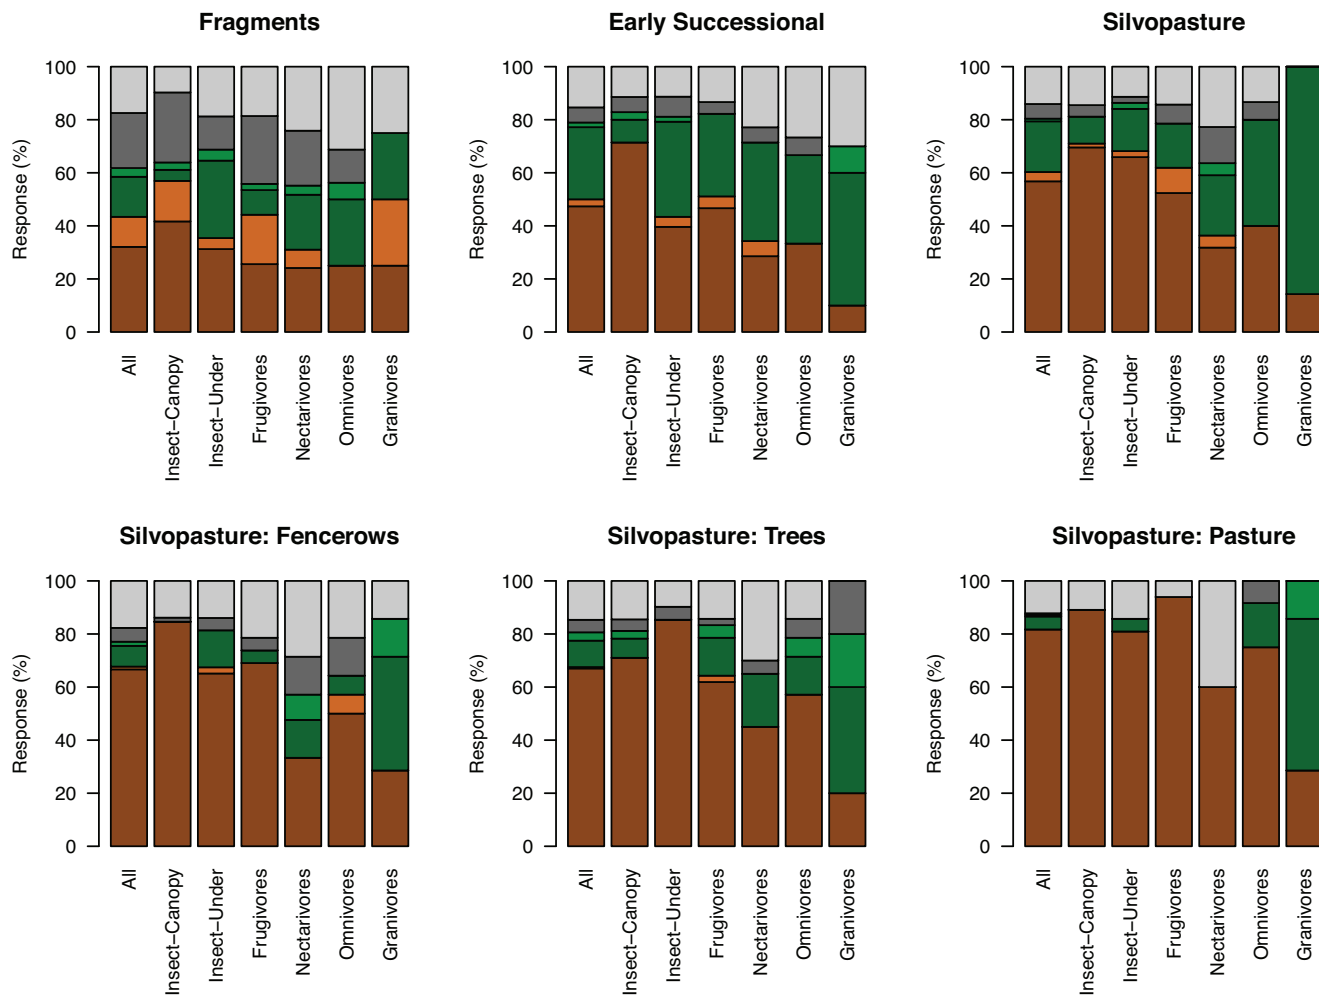 Fragments
Response (%)
100
80
60
40
20
0
All
Insect−Canopy
Insect−Under
Frugivores
Nectarivores
Omnivores
Granivores
Early Successional
Response (%)
100
80
60
40
20
0
All
Insect−Canopy
Insect−Under
Frugivores
Nectarivores
Omnivores
Granivores
Silvopasture
Response (%)
100
80
60
40
20
0
All
Insect−Canopy
Insect−Under
Frugivores
Nectarivores
Omnivores
Granivores
Silvopasture: Fencerows
Response (%)
100
80
60
40
20
0
All
Insect−Canopy
Insect−Under
Frugivores
Nectarivores
Omnivores
Granivores
Silvopasture: Trees
Response (%)
100
80
60
40
20
0
All
Insect−Canopy
Insect−Under
Frugivores
Nectarivores
Omnivores
Granivores
Silvopasture: Pasture
Response (%)
100
80
60
40
20
0
All
Insect−Canopy
Insect−Under
Frugivores
Nectarivores
Omnivores
Granivores